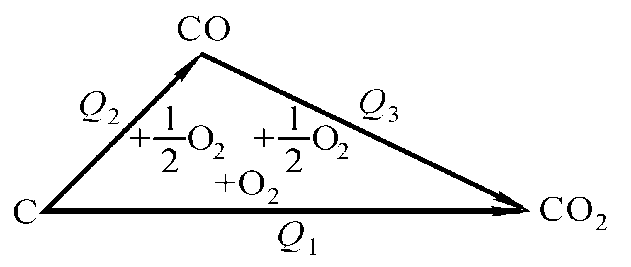 CO
Q₂ Q₃
+½O₂ +½O₂
+O₂
C CO₂
Q₁